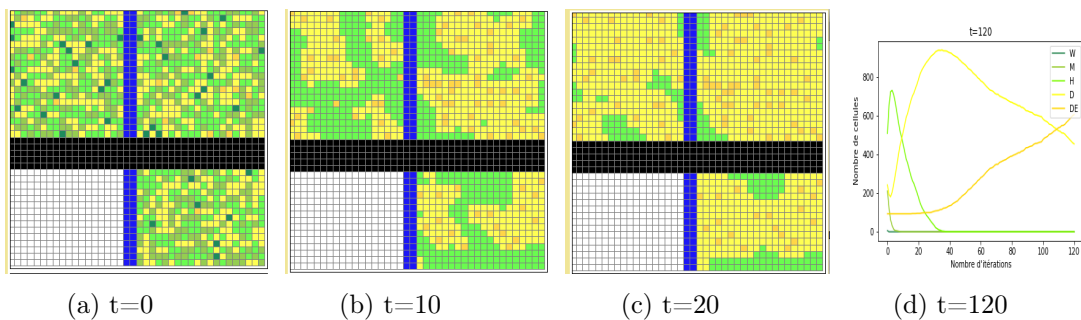 t=120
W
M
H
D
DE
Nombre de cellules
800
600
400
200
0
0 20 40 60 80 100 120
Nombre d'itérations
(a) t=0 (b) t=10 (c) t=20 (d) t=120